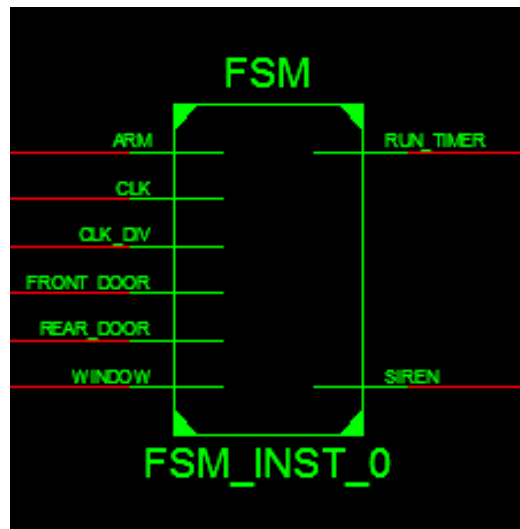 FSM
ARM RUN_TIMER
CLK
CLK_DIV
FRONT_DOOR
REAR_DOOR
WINDOW SIREN
FSM_INST_0